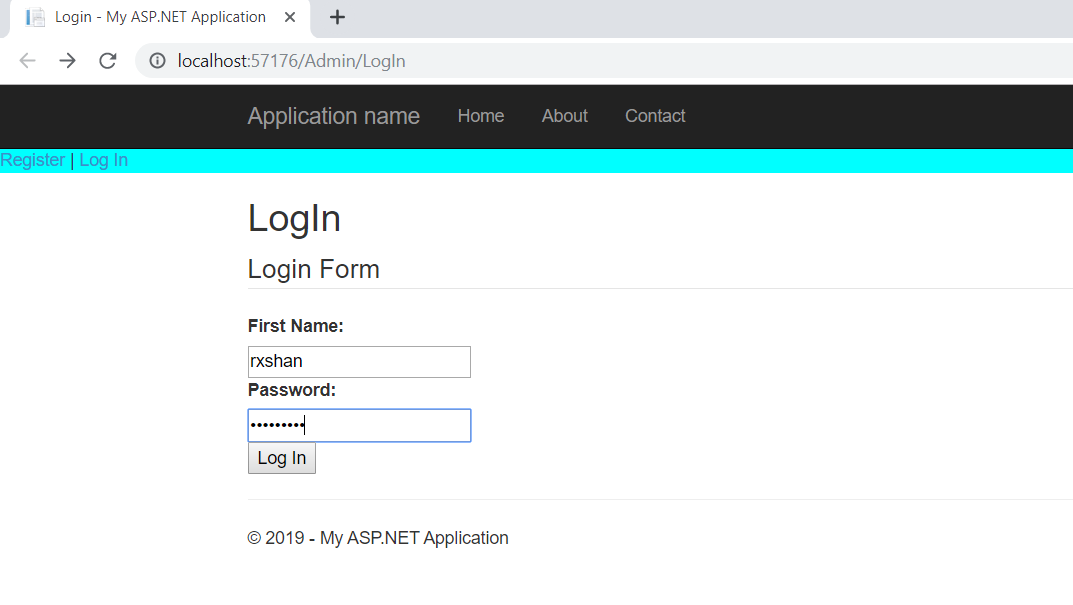 Login - My ASP.NET Application
localhost:57176/Admin/LogIn
Application name Home About Contact
Register | Log In
LogIn
Login Form
First Name:
rxshan
Password:
•••••••••
Log In
© 2019 - My ASP.NET Application